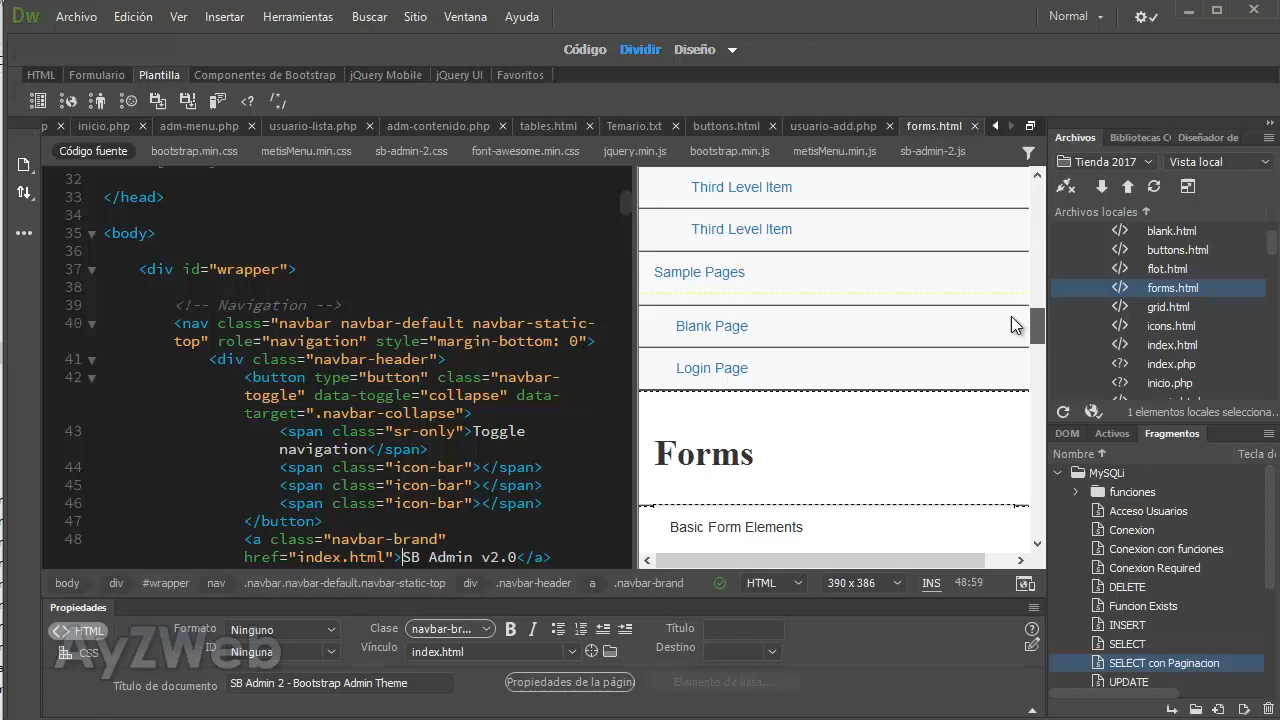 Dw Archivo Edición Ver Insertar Herramientas Buscar Sitio Ventana Ayuda Normal
Código Dividir Diseño
HTML Formulario Plantilla Componentes de Bootstrap jQuery Mobile jQuery UI Favoritos
p inicio.php adm-menu.php usuario-lista.php adm-contenido.php tables.html Temario.txt buttons.html usuario-add.php forms.html
Código fuente bootstrap.min.css metisMenu.min.css sb-admin-2.css font-awesome.min.css jquery.min.js bootstrap.min.js metisMenu.min.js sb-admin-2.js
32
33 </head>
34
35 <body>
36
37 <div id="wrapper">
38
39 <!-- Navigation -->
40 <nav class="navbar navbar-default navbar-static-
top" role="navigation" style="margin-bottom: 0">
41 <div class="navbar-header">
42 <button type="button" class="navbar-
toggle" data-toggle="collapse" data-
target=".navbar-collapse">
43 <span class="sr-only">Toggle
navigation</span>
44 <span class="icon-bar"></span>
45 <span class="icon-bar"></span>
46 <span class="icon-bar"></span>
47 </button>
48 <a class="navbar-brand"
href="index.html">SB Admin v2.0</a>
Third Level Item
Third Level Item
Sample Pages
Blank Page
Login Page
Forms
Basic Form Elements
Archivos Bibliotecas CC Diseñador de
Tienda 2017 Vista local
Archivos locales
blank.html
buttons.html
flot.html
forms.html
grid.html
icons.html
index.html
index.php
inicio.php
1 elementos locales selecciona...
DOM Activos Fragmentos
Nombre Tecla de
MySQLi
funciones
Acceso Usuarios
Conexion
Conexion con funciones
Conexion Required
DELETE
Funcion Exists
INSERT
SELECT
SELECT con Paginacion
UPDATE
body div #wrapper nav .navbar.navbar-default.navbar-static-top div .navbar-header a .navbar-brand HTML 390 x 386 INS 48:59
Propiedades
<> HTML Formato Ninguno Clase navbar-br... B I Título
CSS ID Ninguna Vínculo index.html Destino
AyZWeb
Título de documento SB Admin 2 - Bootstrap Admin Theme Propiedades de la página Elemento de lista...